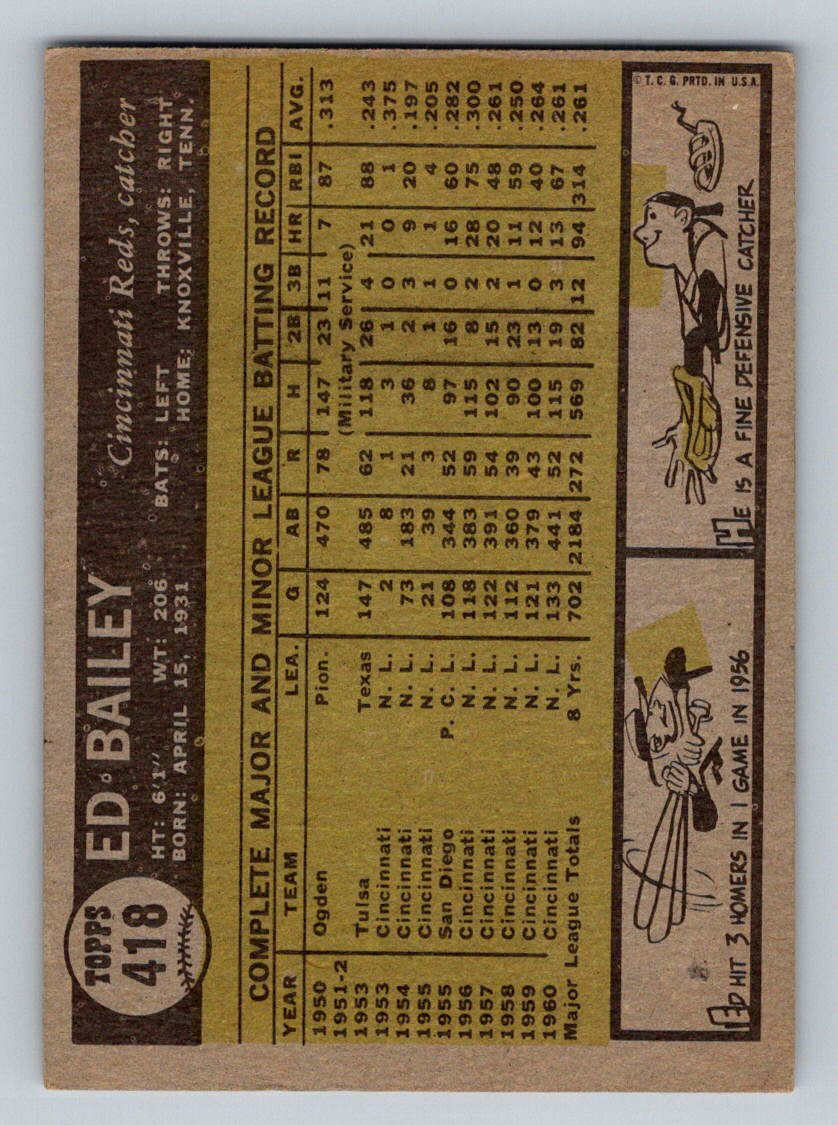 TOPPS
418
ED BAILEY Cincinnati Reds, catcher
HT: 6'1" WT: 206 BATS: LEFT THROWS: RIGHT
BORN: APRIL 15, 1931 HOME: KNOXVILLE, TENN.
COMPLETE MAJOR AND MINOR LEAGUE BATTING RECORD
YEAR TEAM LEA. G AB R H 2B 3B HR RBI AVG.
1950 Ogden Pion. 124 470 78 147 23 11 7 87 .313
1951-2 (Military Service)
1953 Tulsa Texas 147 485 62 118 26 4 21 88 .243
1953 Cincinnati N. L. 2 8 1 3 1 0 0 1 .375
1954 Cincinnati N. L. 73 183 21 36 2 3 9 20 .197
1955 Cincinnati N. L. 21 39 3 8 1 1 1 4 .205
1955 San Diego P. C. L. 108 344 52 97 16 0 16 60 .282
1956 Cincinnati N. L. 118 383 59 115 8 2 28 75 .300
1957 Cincinnati N. L. 122 391 54 102 15 2 20 48 .261
1958 Cincinnati N. L. 112 360 39 90 23 1 11 59 .250
1959 Cincinnati N. L. 121 379 43 100 13 0 12 40 .264
1960 Cincinnati N. L. 133 441 52 115 19 3 13 67 .261
Major League Totals 8 Yrs. 702 2184 272 569 82 12 94 314 .261
ED HIT 3 HOMERS IN 1 GAME IN 1956
HE IS A FINE DEFENSIVE CATCHER
© T. C. G. PRTD. IN U.S.A.